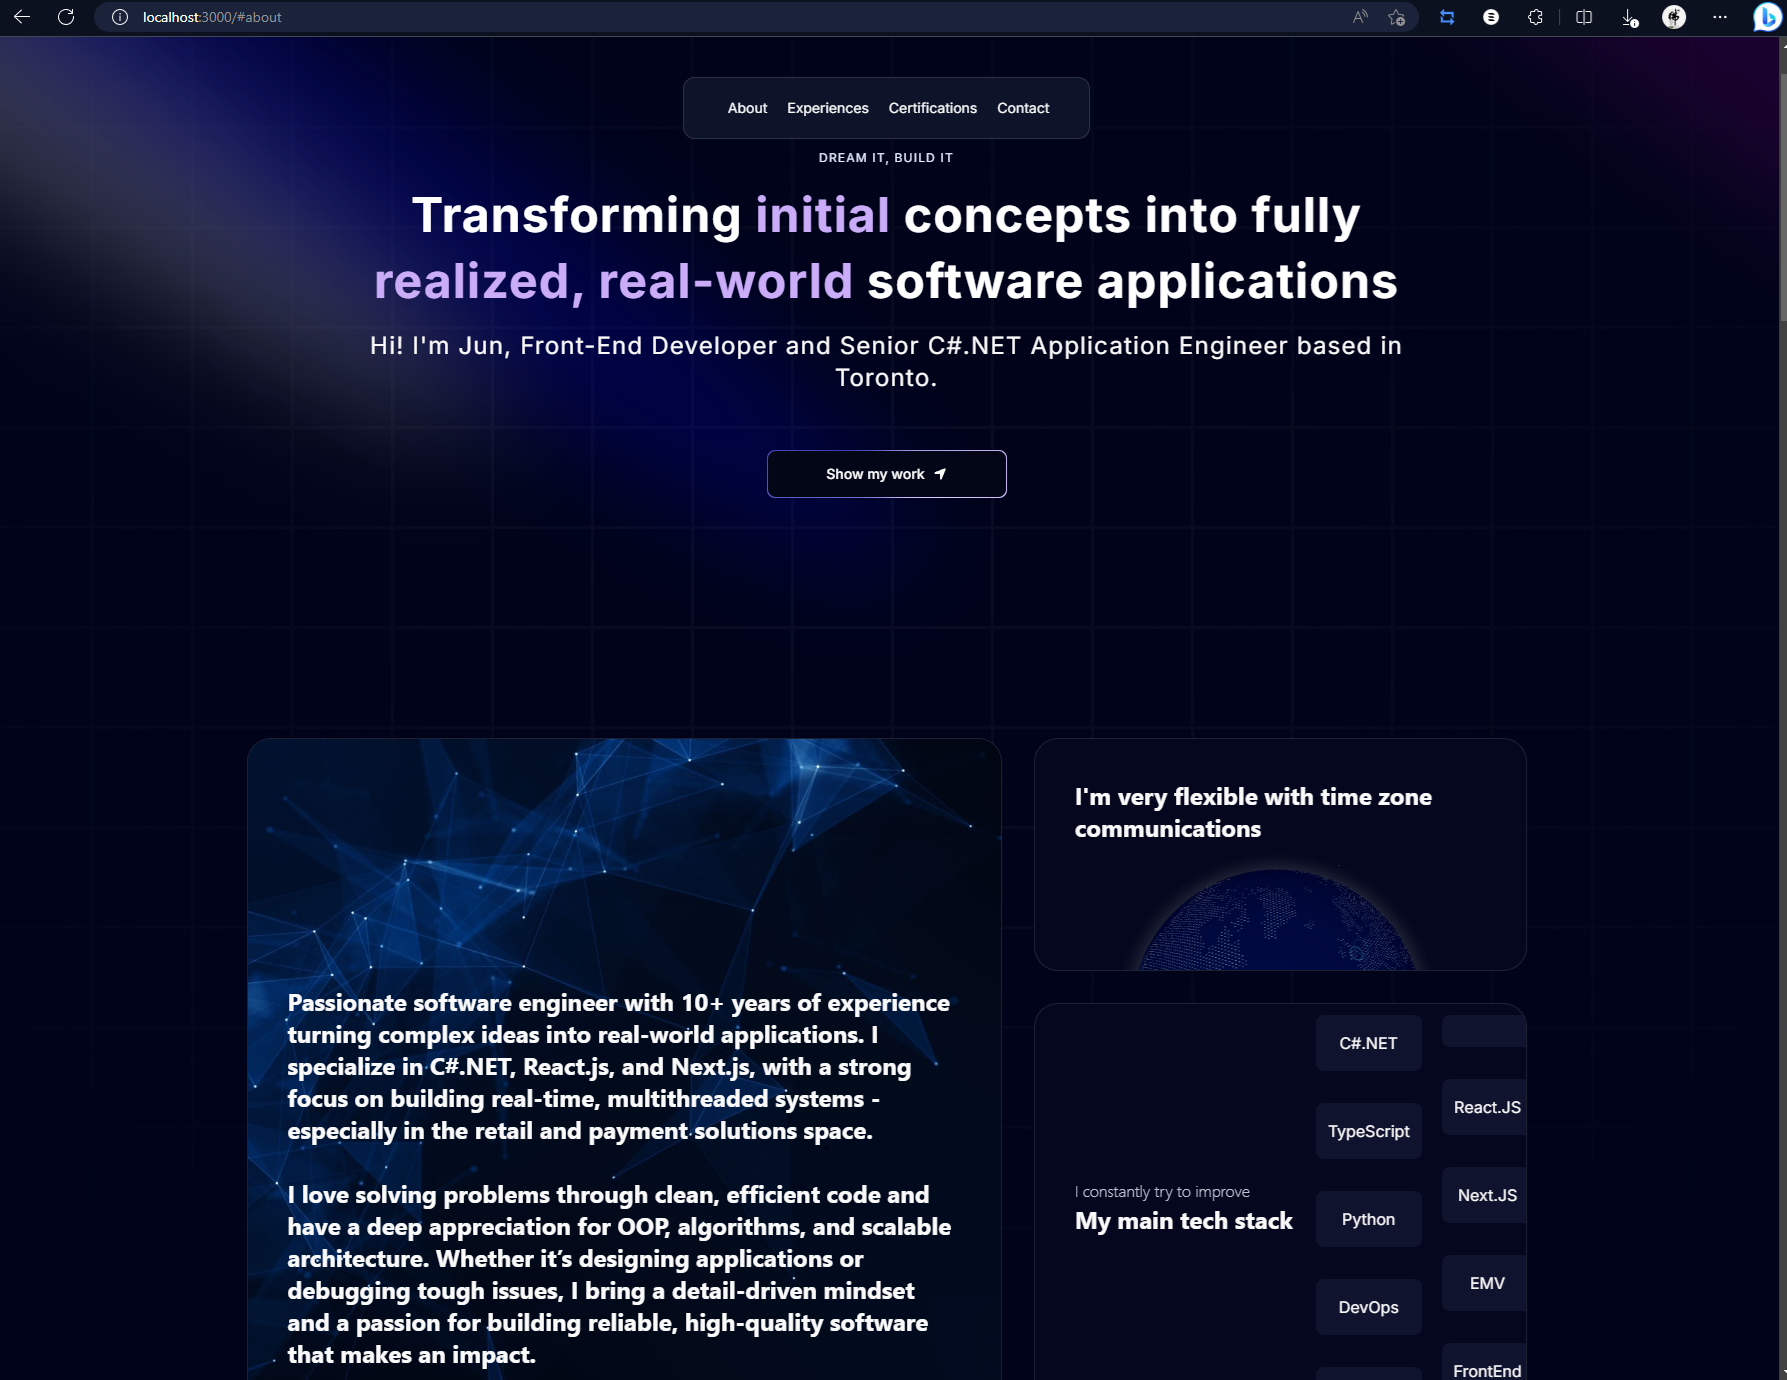 localhost:3000/#about
About Experiences Certifications Contact
DREAM IT, BUILD IT
Transforming initial concepts into fully
realized, real-world software applications
Hi! I'm Jun, Front-End Developer and Senior C#.NET Application Engineer based in
Toronto.
Show my work
Passionate software engineer with 10+ years of experience
turning complex ideas into real-world applications. I
specialize in C#.NET, React.js, and Next.js, with a strong
focus on building real-time, multithreaded systems -
especially in the retail and payment solutions space.
I love solving problems through clean, efficient code and
have a deep appreciation for OOP, algorithms, and scalable
architecture. Whether it’s designing applications or
debugging tough issues, I bring a detail-driven mindset
and a passion for building reliable, high-quality software
that makes an impact.
I'm very flexible with time zone
communications
I constantly try to improve
My main tech stack
C#.NET
TypeScript
Python
DevOps
React.JS
Next.JS
EMV
FrontEnd